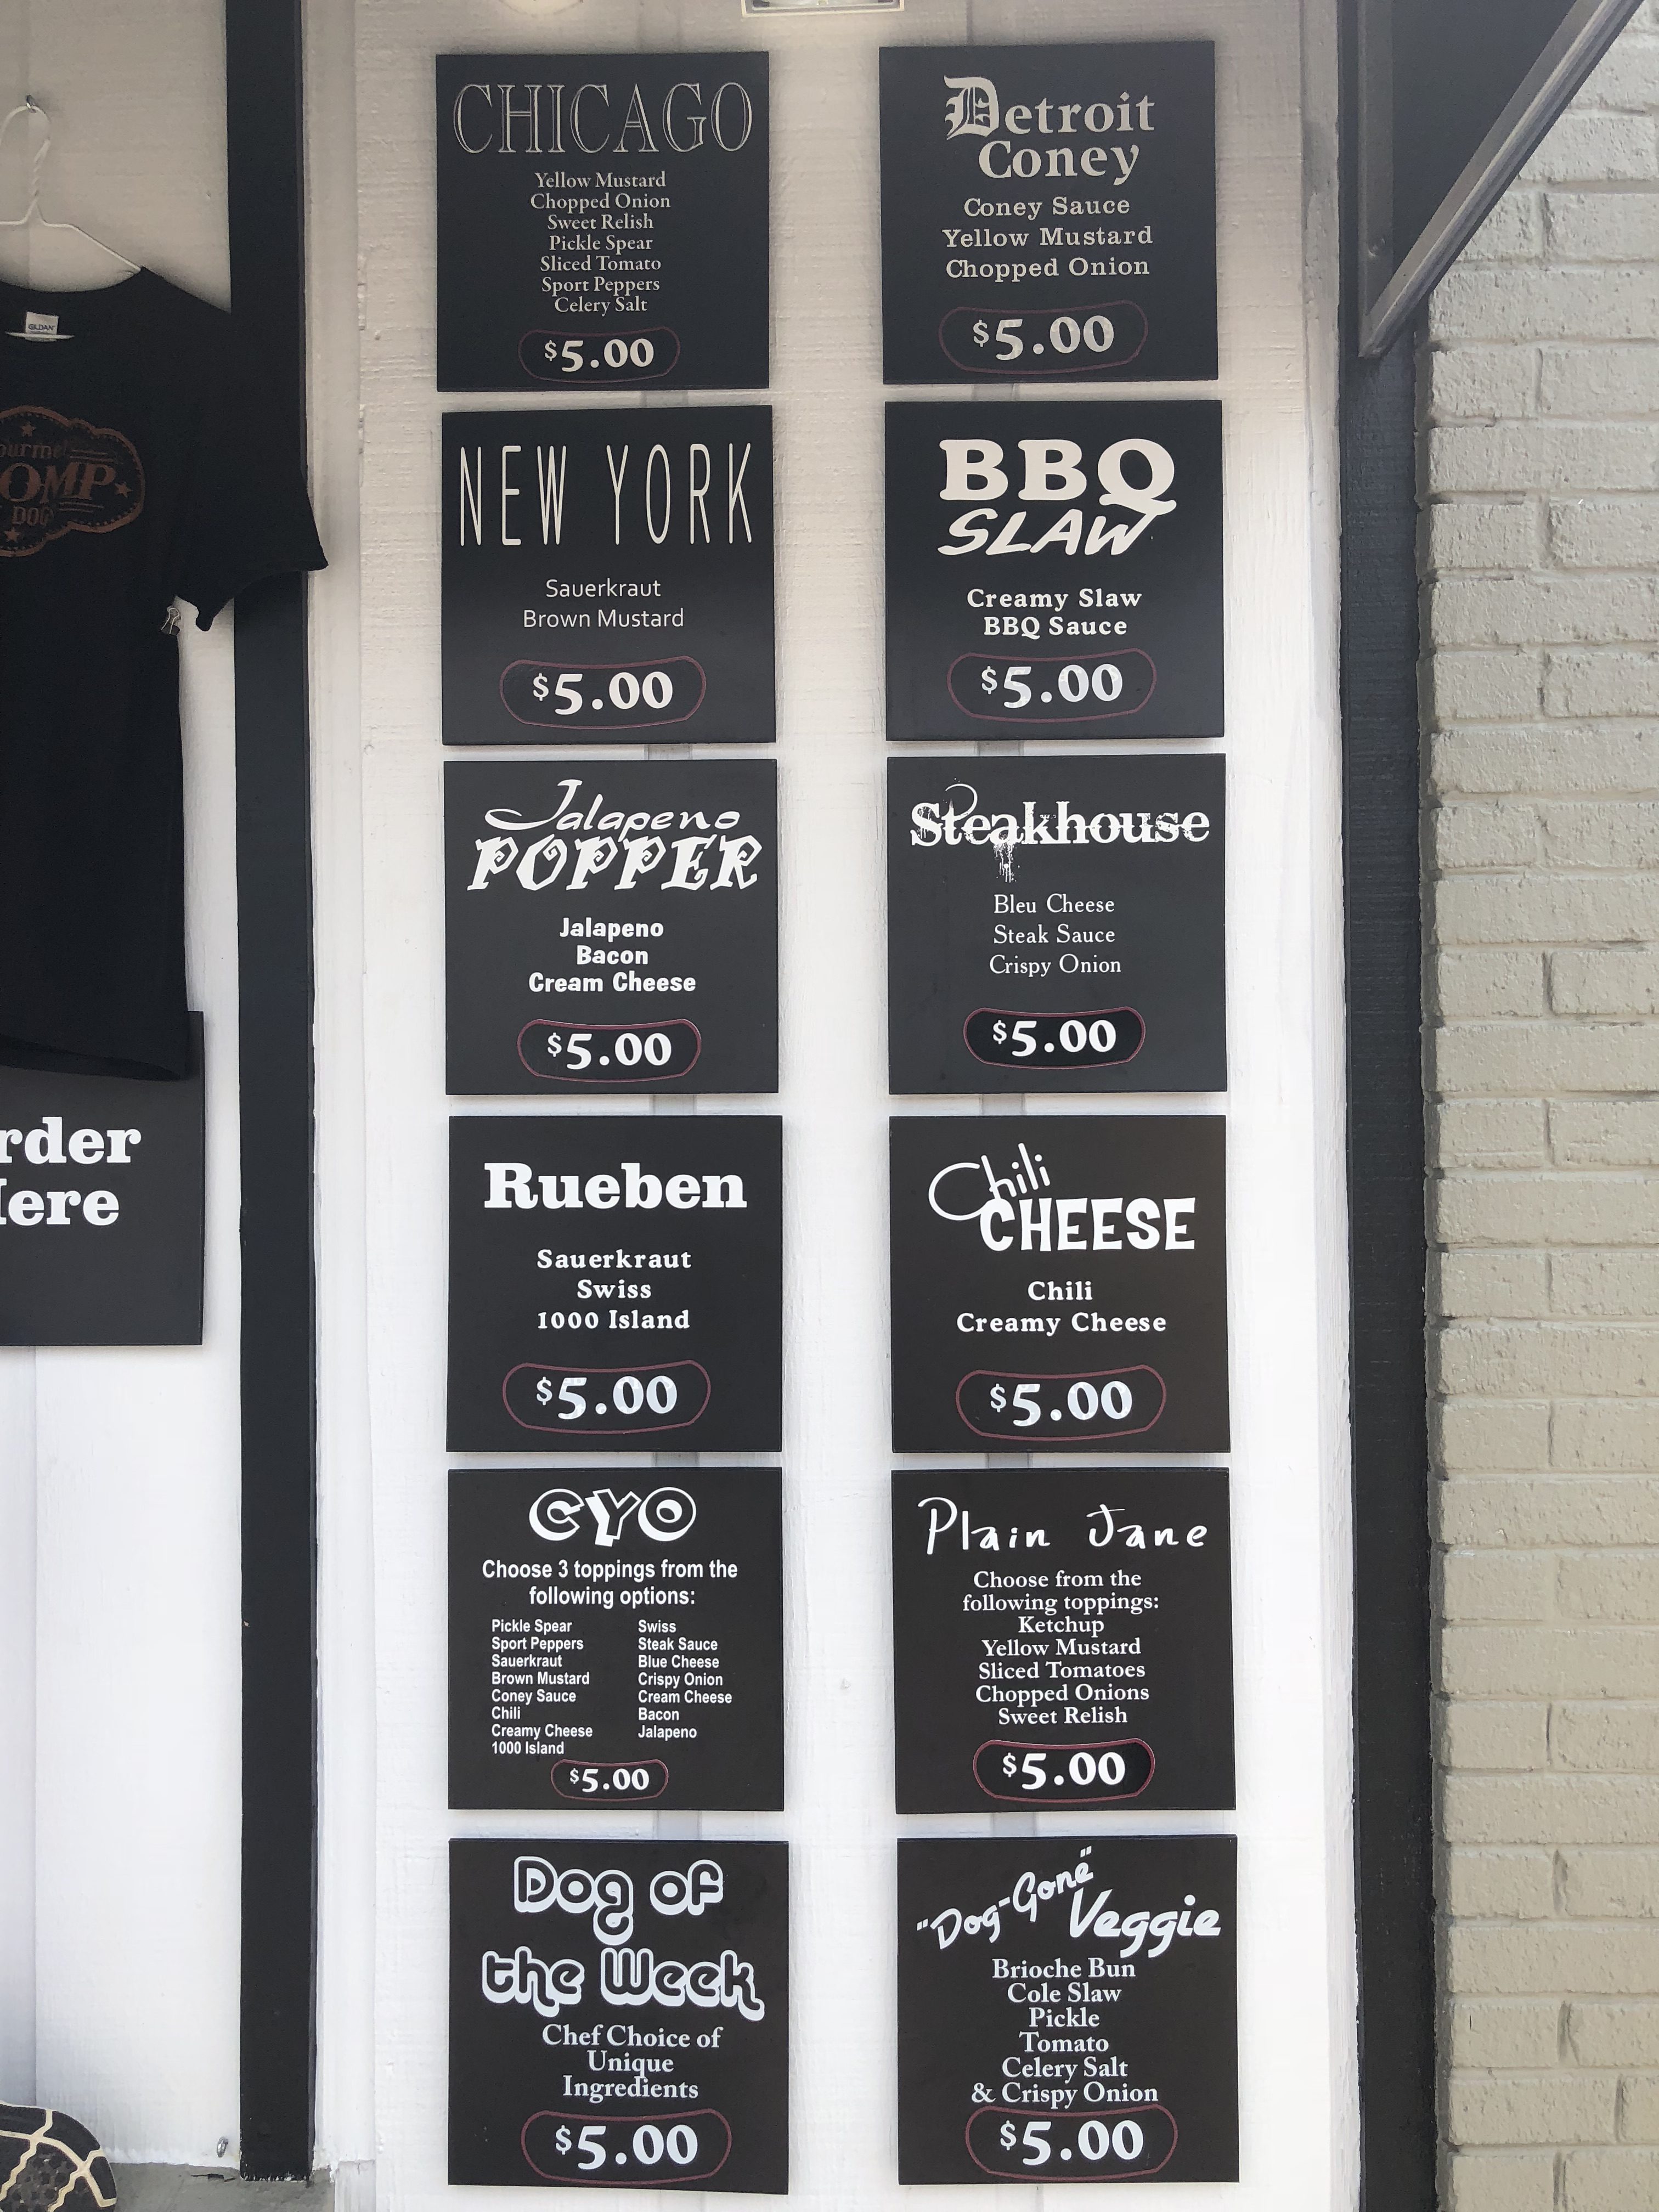 CHICAGO
Yellow Mustard
Chopped Onion
Sweet Relish
Pickle Spear
Sliced Tomato
Sport Peppers
Celery Salt
$5.00
Detroit
Coney
Coney Sauce
Yellow Mustard
Chopped Onion
$5.00
NEW YORK
Sauerkraut
Brown Mustard
$5.00
BBQ
SLAW
Creamy Slaw
BBQ Sauce
$5.00
Jalapeno
POPPER
Jalapeno
Bacon
Cream Cheese
$5.00
Steakhouse
Bleu Cheese
Steak Sauce
Crispy Onion
$5.00
Rueben
Sauerkraut
Swiss
1000 Island
$5.00
Chili
CHEESE
Chili
Creamy Cheese
$5.00
CYO
Choose 3 toppings from the
following options:
Pickle Spear
Sport Peppers
Sauerkraut
Brown Mustard
Coney Sauce
Chili
Creamy Cheese
1000 Island
Swiss
Steak Sauce
Blue Cheese
Crispy Onion
Cream Cheese
Bacon
Jalapeno
$5.00
Plain Jane
Choose from the
following toppings:
Ketchup
Yellow Mustard
Sliced Tomatoes
Chopped Onions
Sweet Relish
$5.00
Dog of
the Week
Chef Choice of
Unique
Ingredients
$5.00
"Dog-Gone"
Veggie
Brioche Bun
Cole Slaw
Pickle
Tomato
Celery Salt
& Crispy Onion
$5.00
GILDAN
ourmet
OMP
DOG
rder
ere